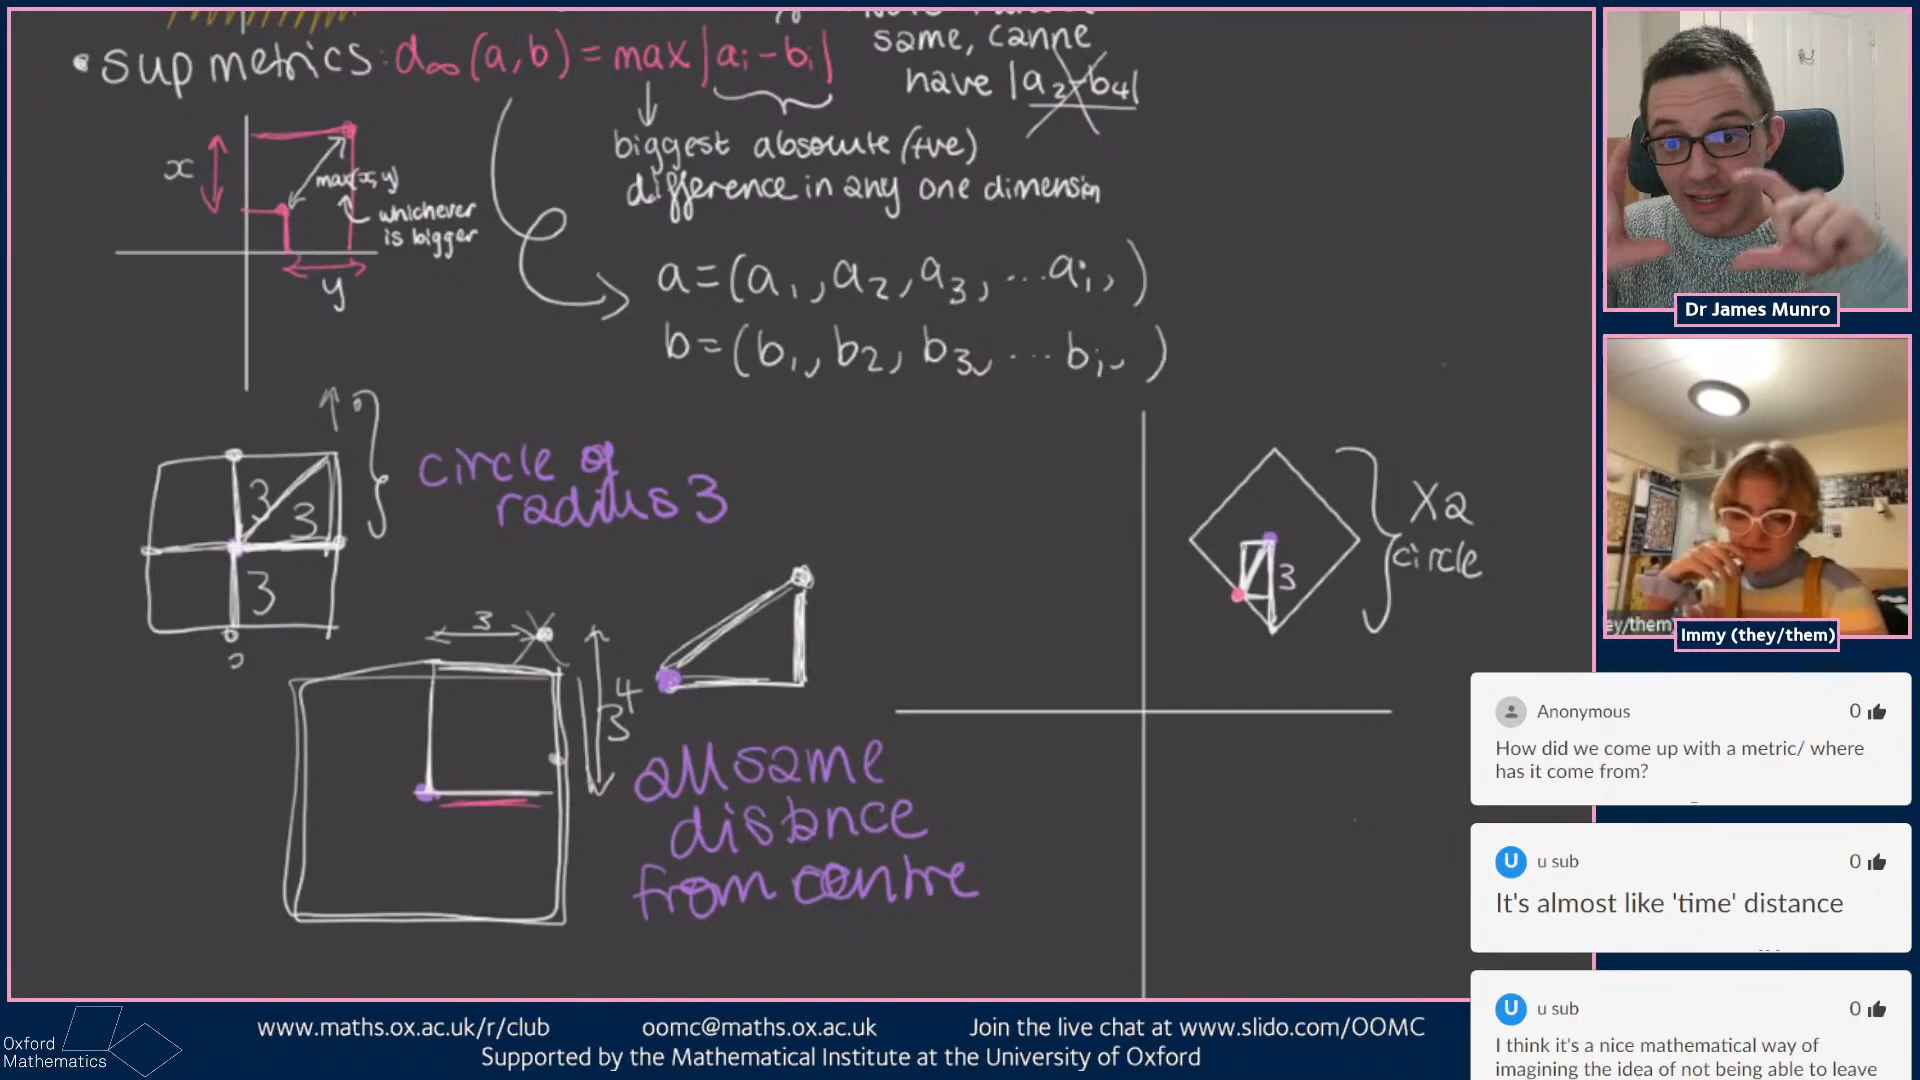 same, canne
have |a2-b4|
• sup metrics: d∞(a,b) = max|ai-bi|
biggest absolute (+ve)
difference in any one dimension
x
max(x,y)
whichever
is bigger
y
a=(a1, a2, a3, ... ai, )
b=(b1, b2, b3, ... bi, )
circle of
radius 3
3
3
3
3
4
3
all same
distance
from centre
3
X2
circle
Dr James Munro
ey/them)
Immy (they/them)
Anonymous
0
How did we come up with a metric/ where
has it come from?
U
u sub
0
It's almost like 'time' distance
U
u sub
0
I think it's a nice mathematical way of
imagining the idea of not being able to leave
Oxford
Mathematics
www.maths.ox.ac.uk/r/club
oomc@maths.ox.ac.uk
Join the live chat at www.slido.com/OOMC
Supported by the Mathematical Institute at the University of Oxford